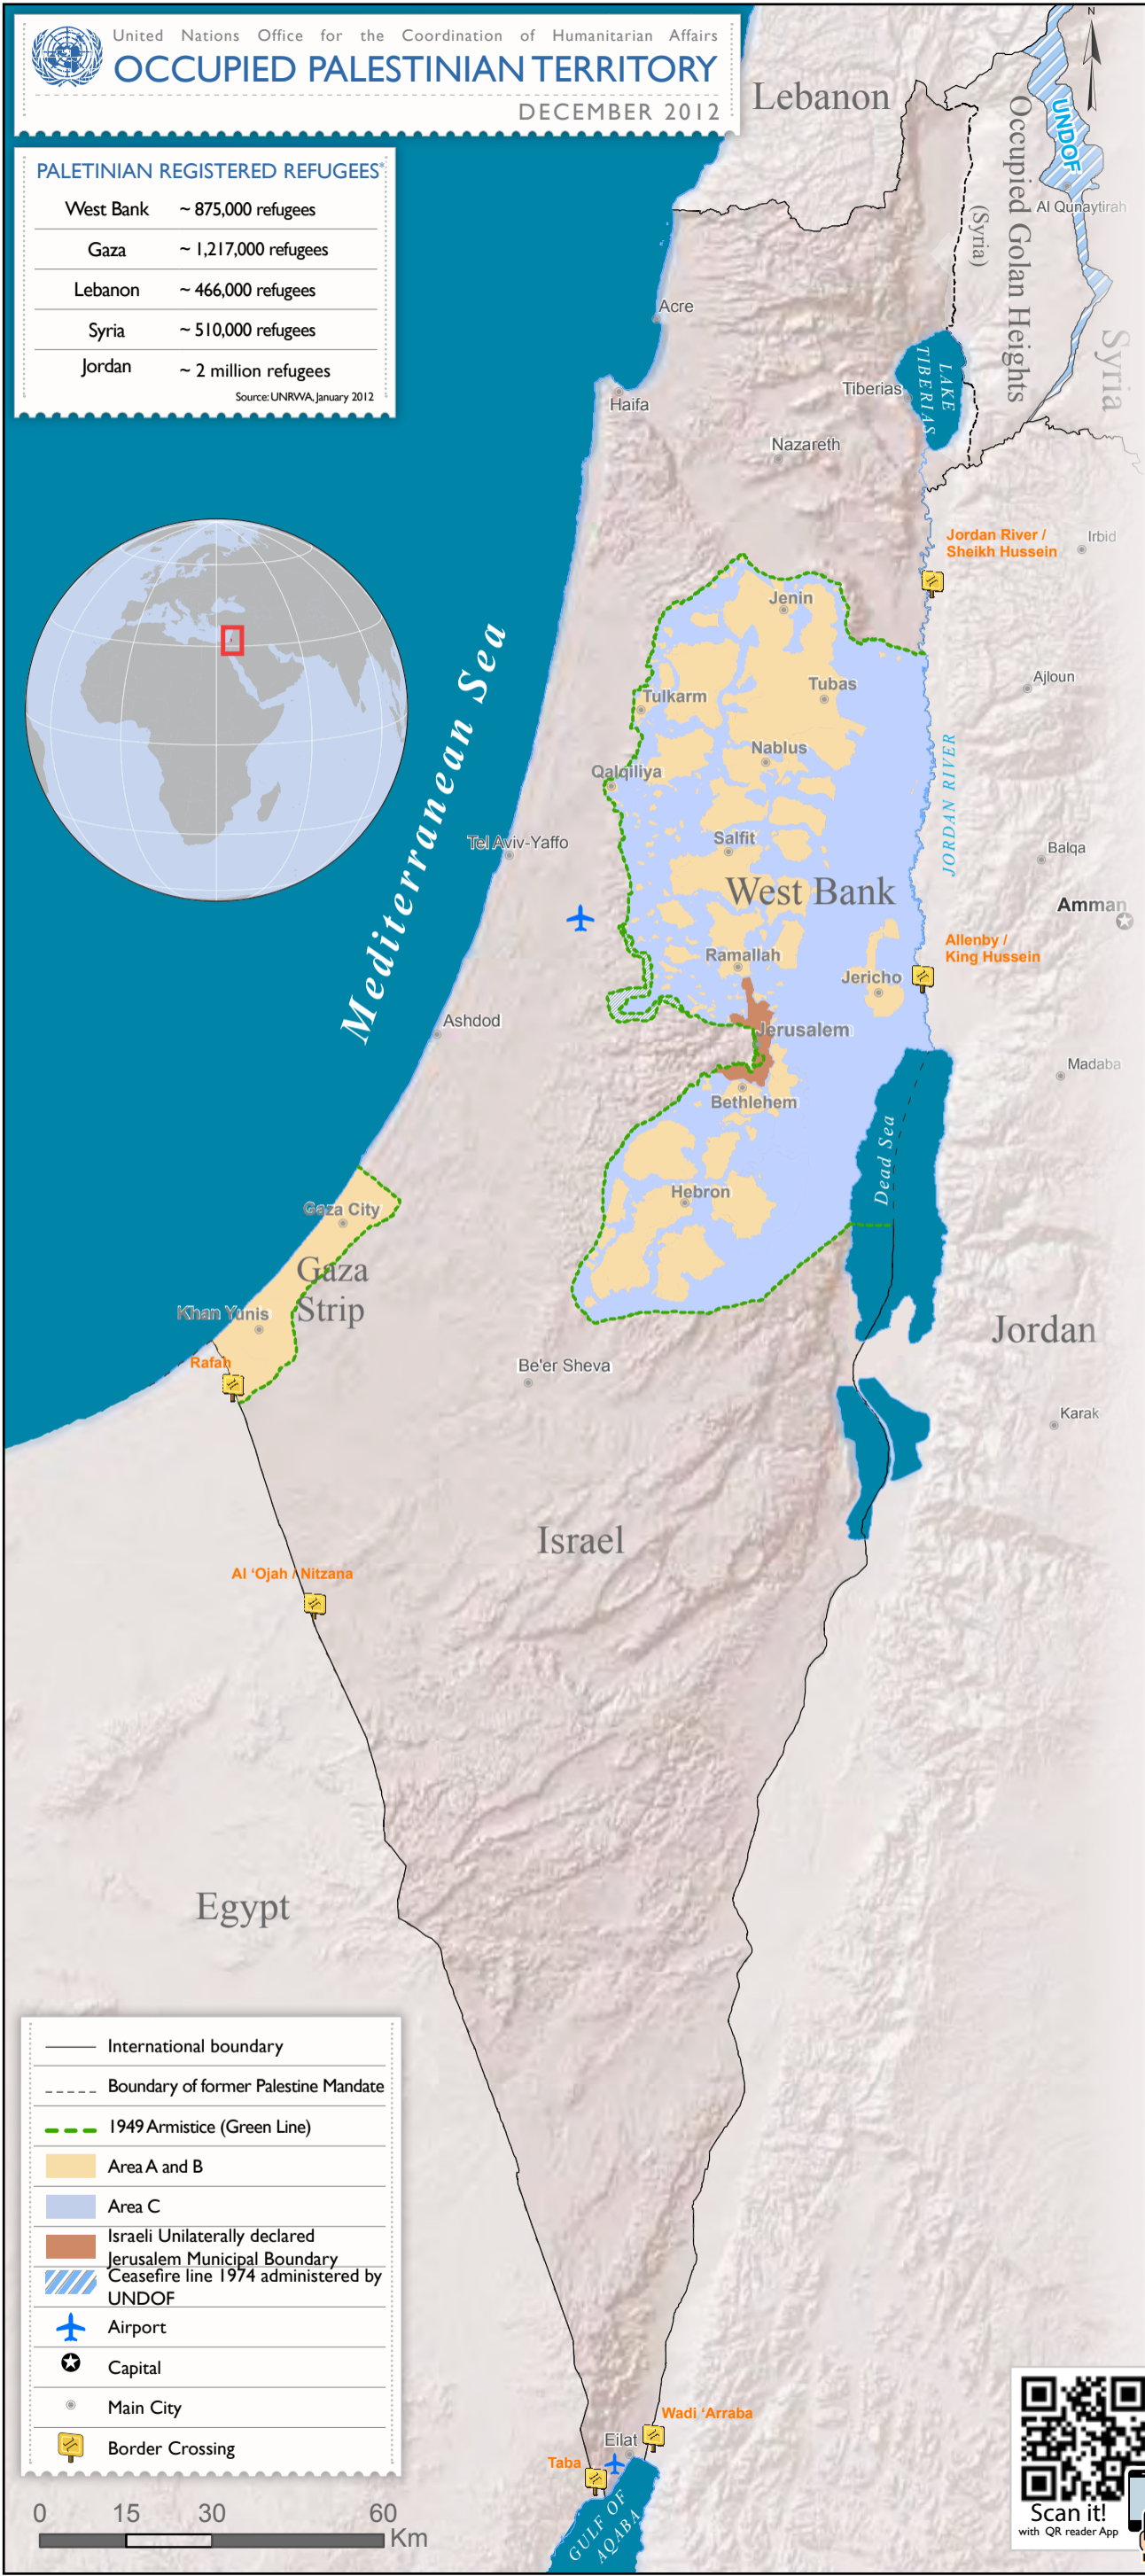 United Nations Office for the Coordination of Humanitarian Affairs
OCCUPIED PALESTINIAN TERRITORY
DECEMBER 2012
PALETINIAN REGISTERED REFUGEES*
West Bank ~ 875,000 refugees
Gaza ~ 1,217,000 refugees
Lebanon ~ 466,000 refugees
Syria ~ 510,000 refugees
Jordan ~ 2 million refugees
Source: UNRWA, January 2012
N
Lebanon
UNDOF
Occupied Golan Heights
(Syria)
Al Qunaytirah
Syria
Acre
LAKE
TIBERIAS
Tiberias
Haifa
Nazareth
Jordan River /
Sheikh Hussein
Irbid
Jenin
Ajloun
Tubas
Tulkarm
Mediterranean Sea
Nablus
JORDAN RIVER
Qalqiliya
Salfit
Tel Aviv-Yaffo
Balqa
West Bank
Amman
Allenby /
King Hussein
Ramallah
Jericho
Ashdod
Jerusalem
Madaba
Bethlehem
Dead Sea
Hebron
Gaza City
Gaza
Strip
Khan Yunis
Jordan
Rafah
Be'er Sheva
Karak
Israel
Al ‘Ojah / Nitzana
Egypt
International boundary
Boundary of former Palestine Mandate
1949 Armistice (Green Line)
Area A and B
Area C
Israeli Unilaterally declared
Jerusalem Municipal Boundary
Ceasefire line 1974 administered by
UNDOF
Airport
Capital
Main City
Border Crossing
Wadi ‘Arraba
Eilat
Taba
GULF OF
AQABA
0 15 30 60
Km
Scan it!
with QR reader App